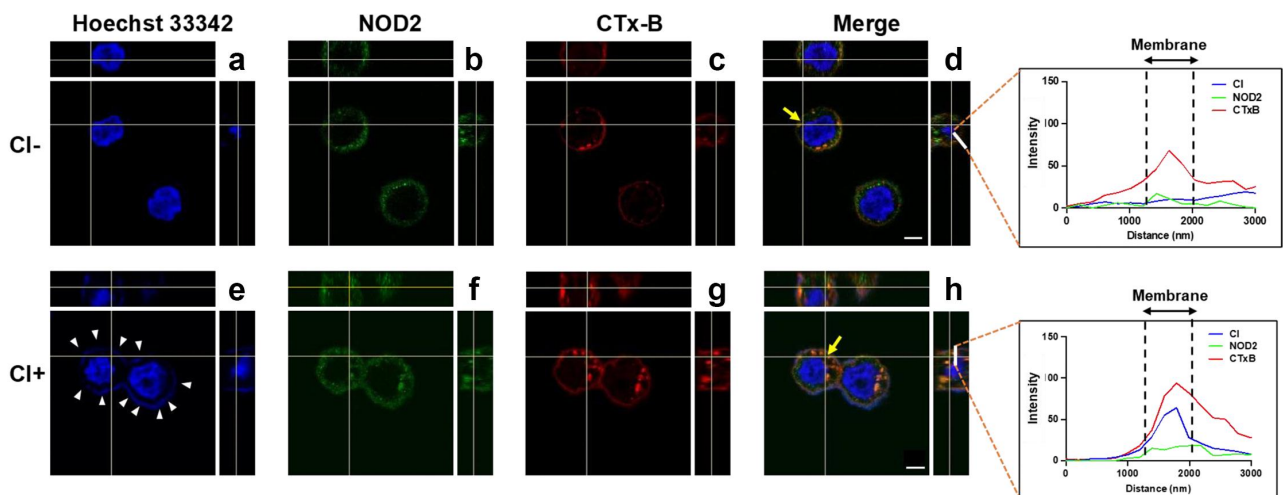 Hoechst 33342 NOD2 CTx-B Merge
a b c d
CI-
Membrane
150
100
50
0
Intensity
CI
NOD2
CTxB
0 1000 2000 3000
Distance (nm)
e f g h
CI+
Membrane
150
100
50
0
Intensity
CI
NOD2
CTxB
0 1000 2000 3000
Distance (nm)